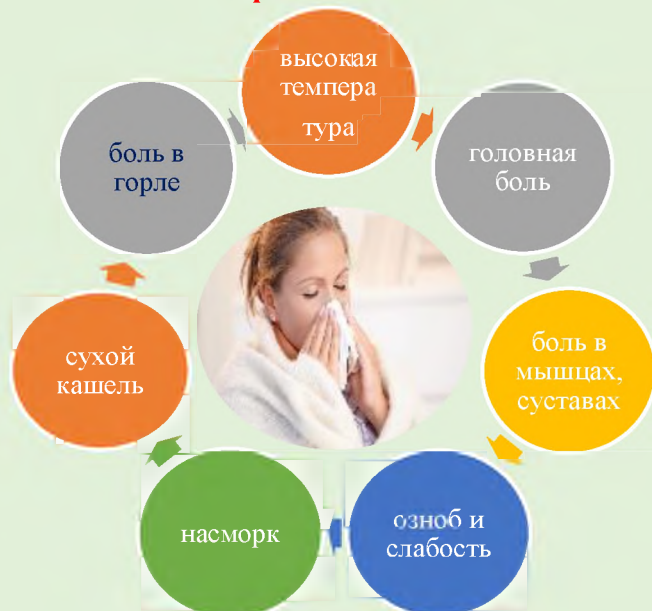 высокая
темпера
тура
головная
боль
боль в
мышцах,
суставах
озноб и
слабость
насморк
сухой
кашель
боль в
горле